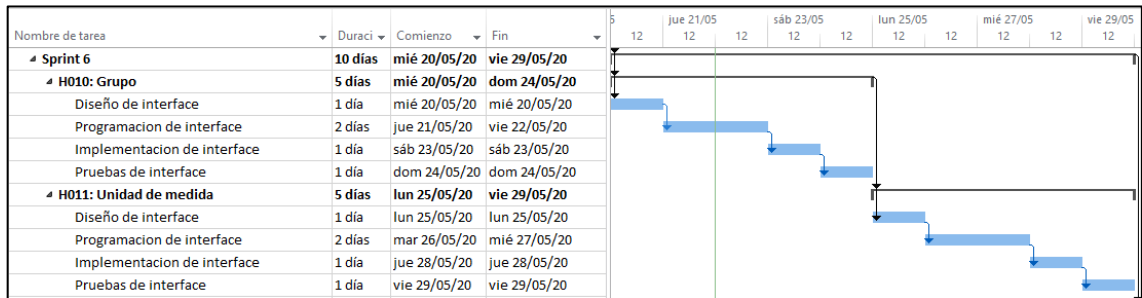 5 jue 21/05 sáb 23/05 lun 25/05 mié 27/05 vie 29/05
Nombre de tarea Duraci Comienzo Fin 12 12 12 12 12 12 12 12 12 12
Sprint 6 10 días mié 20/05/20 vie 29/05/20
H010: Grupo 5 días mié 20/05/20 dom 24/05/20
Diseño de interface 1 día mié 20/05/20 mié 20/05/20
Programacion de interface 2 días jue 21/05/20 vie 22/05/20
Implementacion de interface 1 día sáb 23/05/20 sáb 23/05/20
Pruebas de interface 1 día dom 24/05/20 dom 24/05/20
H011: Unidad de medida 5 días lun 25/05/20 vie 29/05/20
Diseño de interface 1 día lun 25/05/20 lun 25/05/20
Programacion de interface 2 días mar 26/05/20 mié 27/05/20
Implementacion de interface 1 día jue 28/05/20 jue 28/05/20
Pruebas de interface 1 día vie 29/05/20 vie 29/05/20